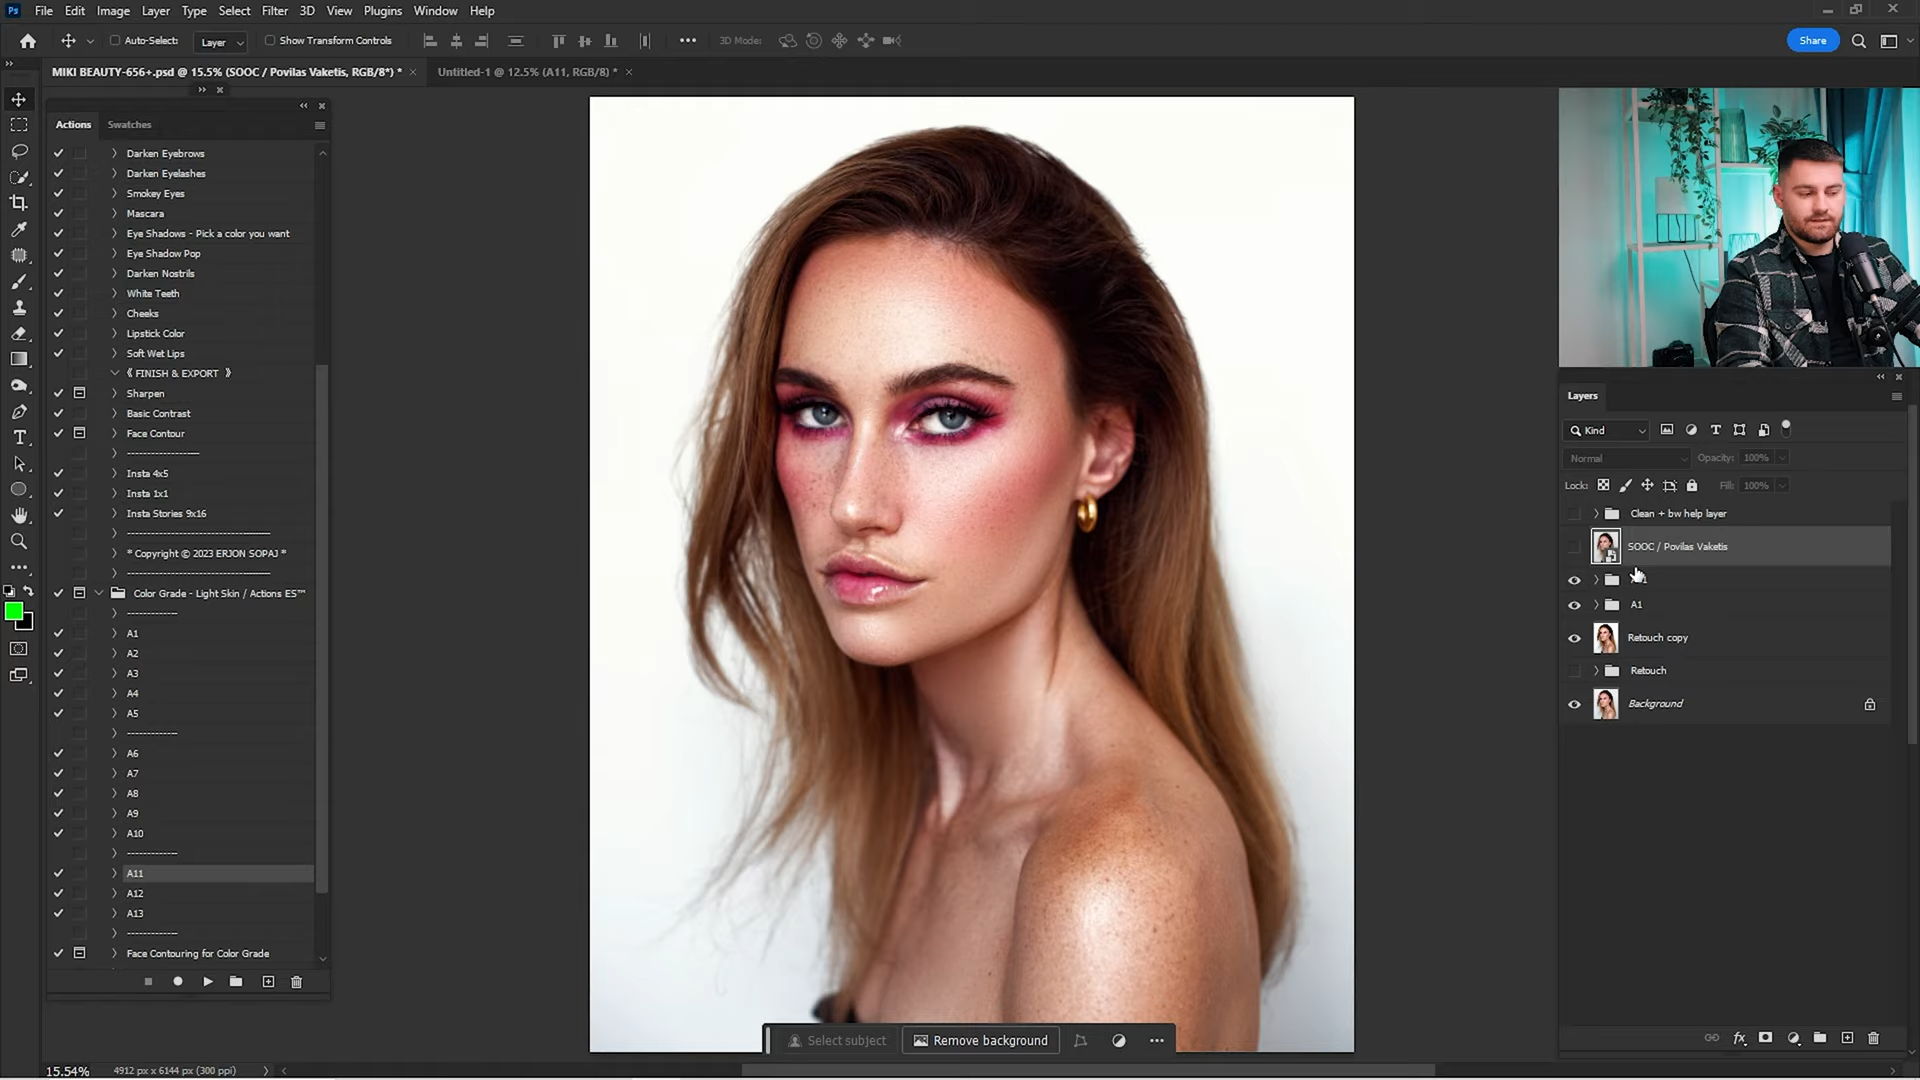 Ps File Edit Image Layer Type Select Filter 3D View Plugins Window Help
Auto-Select: Layer Show Transform Controls 3D Mode: Share
MIKI BEAUTY-656+.psd @ 15.5% (SOOC / Povilas Vaketis, RGB/8*) * Untitled-1 @ 12.5% (A11, RGB/8) *
Actions Swatches
Darken Eyebrows
Darken Eyelashes
Smokey Eyes
Mascara
Eye Shadows - Pick a color you want
Eye Shadow Pop
Darken Nostrils
White Teeth
Cheeks
Lipstick Color
Soft Wet Lips
《 FINISH & EXPORT 》
Sharpen
Basic Contrast
Face Contour
--------------------
Insta 4x5
Insta 1x1
Insta Stories 9x16
----------------------------------------
* Copyright © 2023 ERJON SOPAJ *
----------------------------------------
Color Grade - Light Skin / Actions ES™
-------------
A1
A2
A3
A4
A5
-------------
A6
A7
A8
A9
A10
-------------
A11
A12
A13
-------------
Face Contouring for Color Grade
Layers
Kind
Normal Opacity: 100%
Lock: Fill: 100%
Clean + bw help layer
SOOC / Povilas Vaketis
A1
Retouch copy
Retouch
Background
Select subject Remove background
15.54% 4912 px x 6144 px (300 ppi)